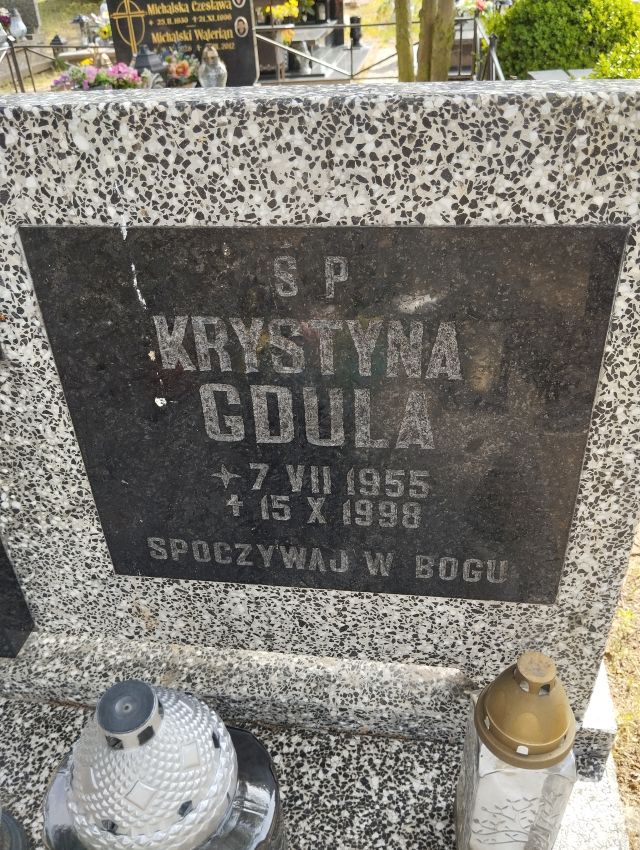 Michalska Czesława
Michalski Walerian
Ś P
KRYSTYNA
GDULA
7 VII 1955
✝ 15 X 1998
SPOCZYWAJ W BOGU